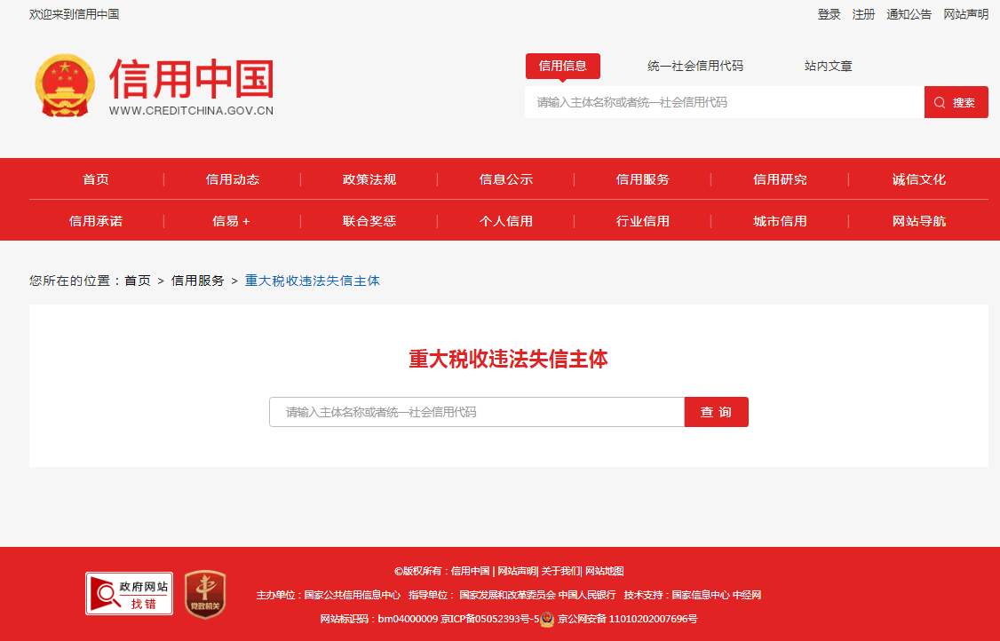 欢迎来到信用中国
登录 注册 通知公告 网站声明
信用中国
WWW.CREDITCHINA.GOV.CN
信用信息 统一社会信用代码 站内文章
请输入主体名称或者统一社会信用代码 搜索
首页 | 信用动态 | 政策法规 | 信息公示 | 信用服务 | 信用研究 | 诚信文化
信用承诺 | 信易 + | 联合奖惩 | 个人信用 | 行业信用 | 城市信用 | 网站导航
您所在的位置：首页 > 信用服务 > 重大税收违法失信主体
重大税收违法失信主体
请输入主体名称或者统一社会信用代码 查 询
政府网站
找错
党政机关
©版权所有：信用中国 | 网站声明| 关于我们| 网站地图
主办单位：国家公共信用信息中心 指导单位： 国家发展和改革委员会 中国人民银行 技术支持：国家信息中心 中经网
网站标识码：bm04000009 京ICP备05052393号-5 京公网安备 11010202007696号